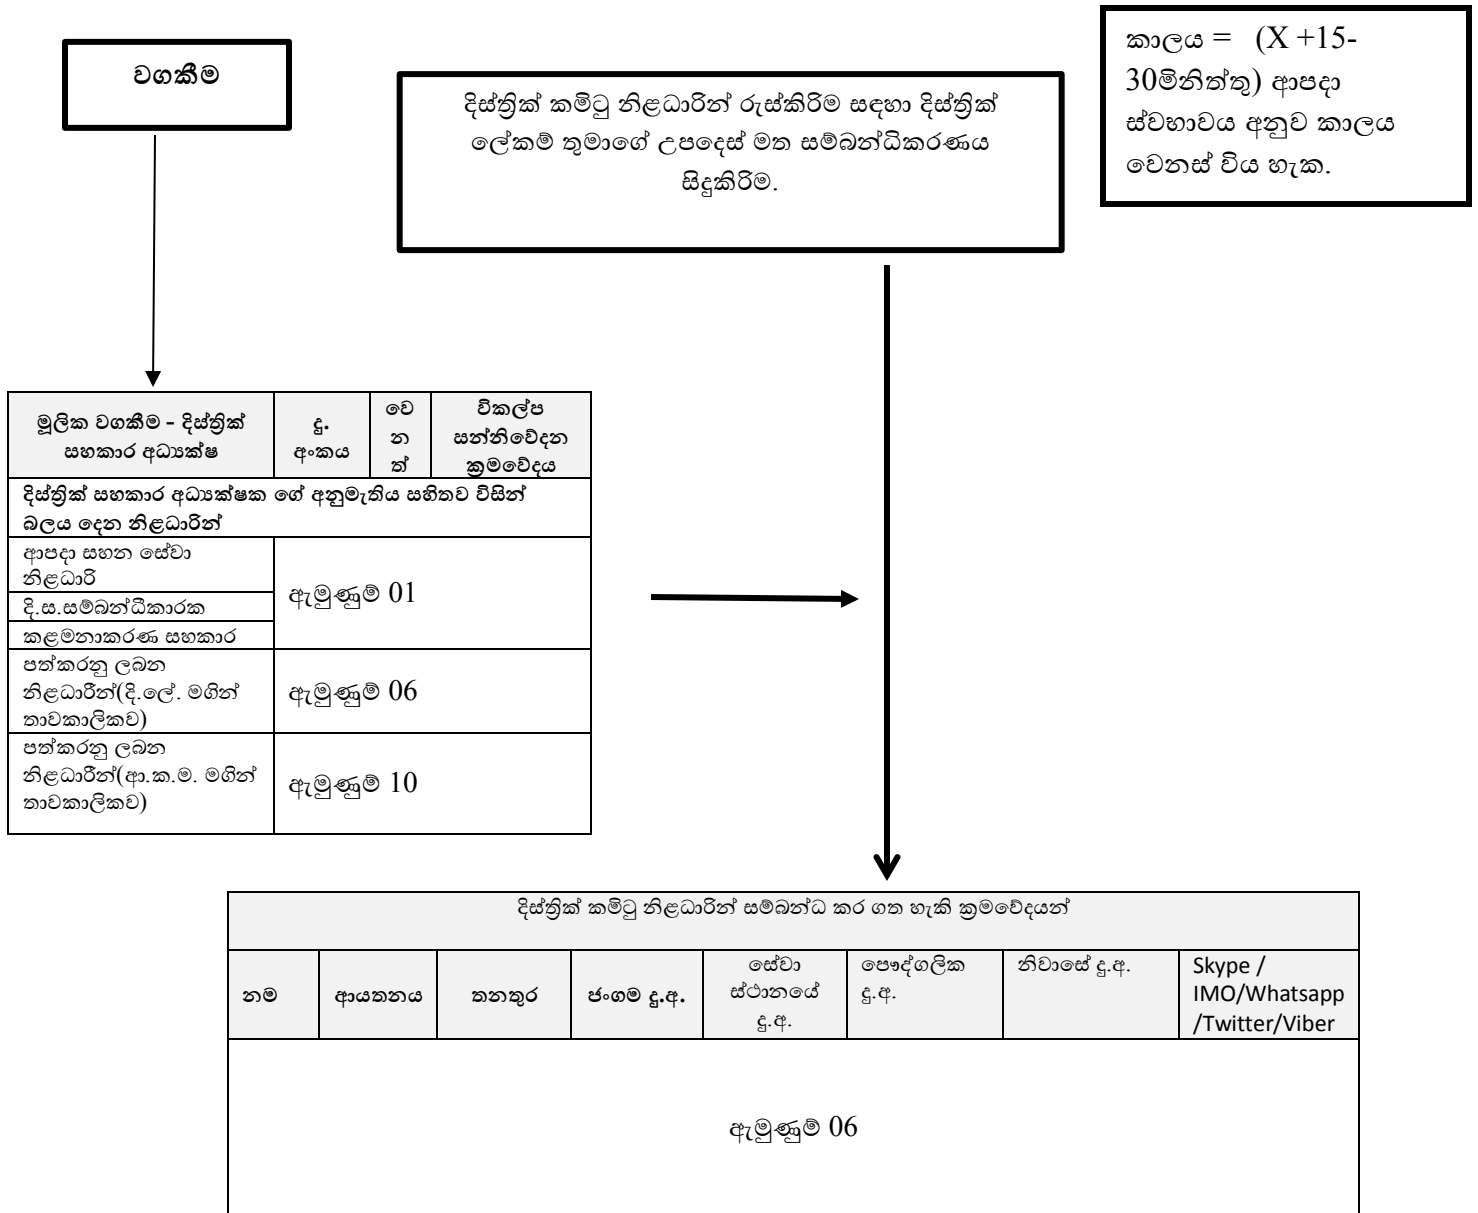 වගකීම
දිස්ත්‍රික් කමිටු නිළධාරින් රුස්කිරිම සඳහා දිස්ත්‍රික්
ලේකම් තුමාගේ උපදෙස් මත සම්බන්ධිකරණය
සිදුකිරිම.
කාලය = (X +15-
30මිනිත්තු) ආපදා
ස්වභාවය අනුව කාලය
වෙනස් විය හැක.
මූලික වගකීම - දිස්ත්‍රික්
සහකාර අධ්‍යක්ෂ
දු.
අංකය
වෙ
න
ත්
විකල්ප
සන්නිවේදන
ක්‍රමවේදය
දිස්ත්‍රික් සහකාර අධ්‍යක්ෂක ගේ අනුමැතිය සහිතව විසින්
බලය දෙන නිළධාරින්
ආපදා සහන සේවා
නිළධාරි
දි.ස.සම්බන්ධීකාරක
කළමනාකරණ සහකාර
ඇමුණුම් 01
පත්කරනු ලබන
නිළධාරීන්(දි.ලේ. මගින්
තාවකාලිකව)
ඇමුණුම් 06
පත්කරනු ලබන
නිළධාරීන්(ආ.ක.ම. මගින්
තාවකාලිකව)
ඇමුණුම් 10
දිස්ත්‍රික් කමිටු නිළධාරින් සම්බන්ධ කර ගත හැකි ක්‍රමවේදයන්
නම
ආයතනය
තනතුර
ජංගම දු.අ.
සේවා
ස්ථානයේ
දු.අ.
පෞද්ගලික
දු.අ.
නිවාසේ දු.අ.
Skype /
IMO/Whatsapp
/Twitter/Viber
ඇමුණුම් 06